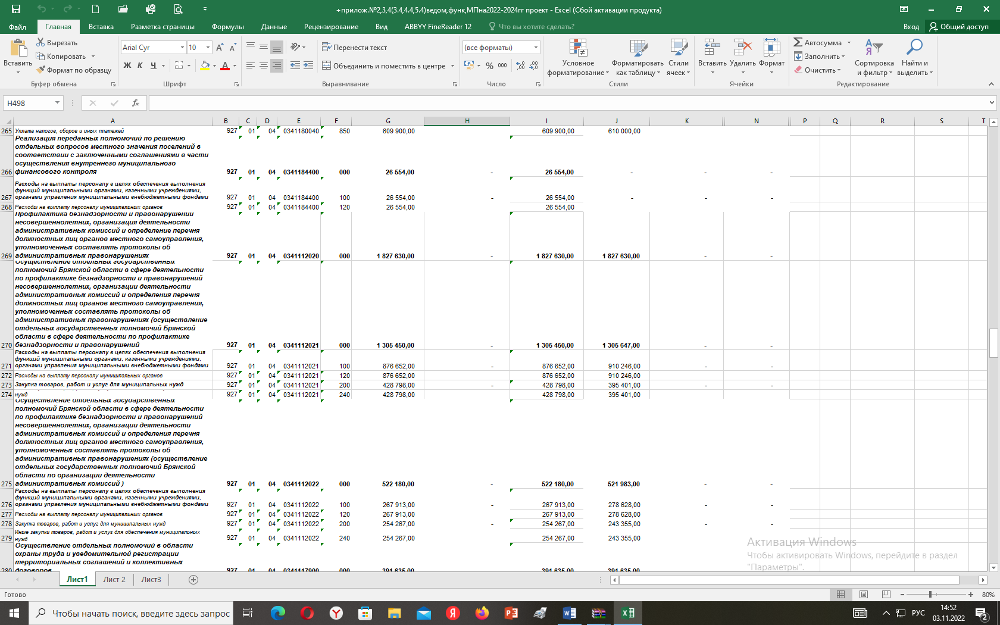 +прилож.№2,3,4(3.4,4.4,5.4)ведом,функ,МПна2022-2024гг проект - Excel (Сбой активации продукта)
Файл Главная Вставка Разметка страницы Формулы Данные Рецензирование Вид ABBYY FineReader 12 Что вы хотите сделать? Вход Общий доступ
Вставить
Вырезать
Копировать
Формат по образцу
Буфер обмена
Arial Cyr 10
Ж К Ч
Шрифт
Перенести текст
Объединить и поместить в центре
Выравнивание
(все форматы)
% 000
Число
Условное форматирование
Форматировать как таблицу
Стили ячеек
Стили
Вставить Удалить Формат
Ячейки
Автосумма
Заполнить
Очистить
Сортировка и фильтр
Найти и выделить
Редактирование
H498 fx
A B C D E F G H I J K N P Q R S T
265 Уплата налогов, сборов и иных платежей 927 01 04 0341180040 850 609 900,00 609 900,00 610 000,00
Реализация переданных полномочий по решению
отдельных вопросов местного значения поселений в
соответствии с заключенными соглашениями в части
осуществления внутреннего муниципального
266 финансового контроля 927 01 04 0341184400 000 26 554,00 - 26 554,00 - - -
Расходы на выплаты персоналу в целях обеспечения выполнения
функций муниципальными органами, казенными учреждениями,
267 органами управления муниципальными внебюджетными фондами 927 01 04 0341184400 100 26 554,00 - 26 554,00 - - -
268 Расходы на выплату персоналу муниципальных органов 927 01 04 0341184400 120 26 554,00 26 554,00
Профилактика безнадзорности и правонарушений
несовершеннолетних, организация деятельности
административных комиссий и определение перечня
должностных лиц органов местного самоуправления,
уполномоченных составлять протоколы об
269 административных правонарушениях 927 01 04 0341112020 000 1 827 630,00 - 1 827 630,00 1 827 630,00 - -
Осуществление отдельных государственных
полномочий Брянской области в сфере деятельности
по профилактике безнадзорности и правонарушений
несовершеннолетних, организации деятельности
административных комиссий и определения перечня
должностных лиц органов местного самоуправления,
уполномоченных составлять протоколы об
административных правонарушениях (осуществление
отдельных государственных полномочий Брянской
области в сфере деятельности по профилактике
270 безнадзорности и правонарушений 927 01 04 0341112021 000 1 305 450,00 - 1 305 450,00 1 305 647,00 - -
Расходы на выплаты персоналу в целях обеспечения выполнения
функций муниципальными органами, казенными учреждениями,
271 органами управления муниципальными внебюджетными фондами 927 01 04 0341112021 100 876 652,00 - 876 652,00 910 246,00 - -
272 Расходы на выплату персоналу муниципальных органов 927 01 04 0341112021 120 876 652,00 876 652,00 910 246,00
273 Закупка товаров, работ и услуг для муниципальных нужд 927 01 04 0341112021 200 428 798,00 - 428 798,00 395 401,00 - -
274 нужд 927 01 04 0341112021 240 428 798,00 428 798,00 395 401,00
Осуществление отдельных государственных
полномочий Брянской области в сфере деятельности
по профилактике безнадзорности и правонарушений
несовершеннолетних, организации деятельности
административных комиссий и определения перечня
должностных лиц органов местного самоуправления,
уполномоченных составлять протоколы об
административных правонарушениях (осуществление
отдельных государственных полномочий Брянской
области по организации деятельности
275 административных комиссий ) 927 01 04 0341112022 000 522 180,00 - 522 180,00 521 983,00 - -
Расходы на выплаты персоналу в целях обеспечения выполнения
функций муниципальными органами, казенными учреждениями,
276 органами управления муниципальными внебюджетными фондами 927 01 04 0341112022 100 267 913,00 - 267 913,00 278 628,00 - -
277 Расходы на выплату персоналу муниципальных органов 927 01 04 0341112022 120 267 913,00 267 913,00 278 628,00
278 Закупка товаров, работ и услуг для муниципальных нужд 927 01 04 0341112022 200 254 267,00 - 254 267,00 243 355,00 - -
Иные закупки товаров, работ и услуг для обеспечения муниципальных
279 нужд 927 01 04 0341112022 240 254 267,00 254 267,00 243 355,00
Осуществление отдельных полномочий в области
охраны труда и уведомительной регистрации
территориальных соглашений и коллективных
280 договоров 927 01 04 0341117900 000 391 635,00 391 635,00 391 635,00
Активация Windows
Чтобы активировать Windows, перейдите в раздел
"Параметры".
Лист1 Лист 2 Лист3
Готово 80%
Чтобы начать поиск, введите здесь запрос
РУС 14:52
03.11.2022 2